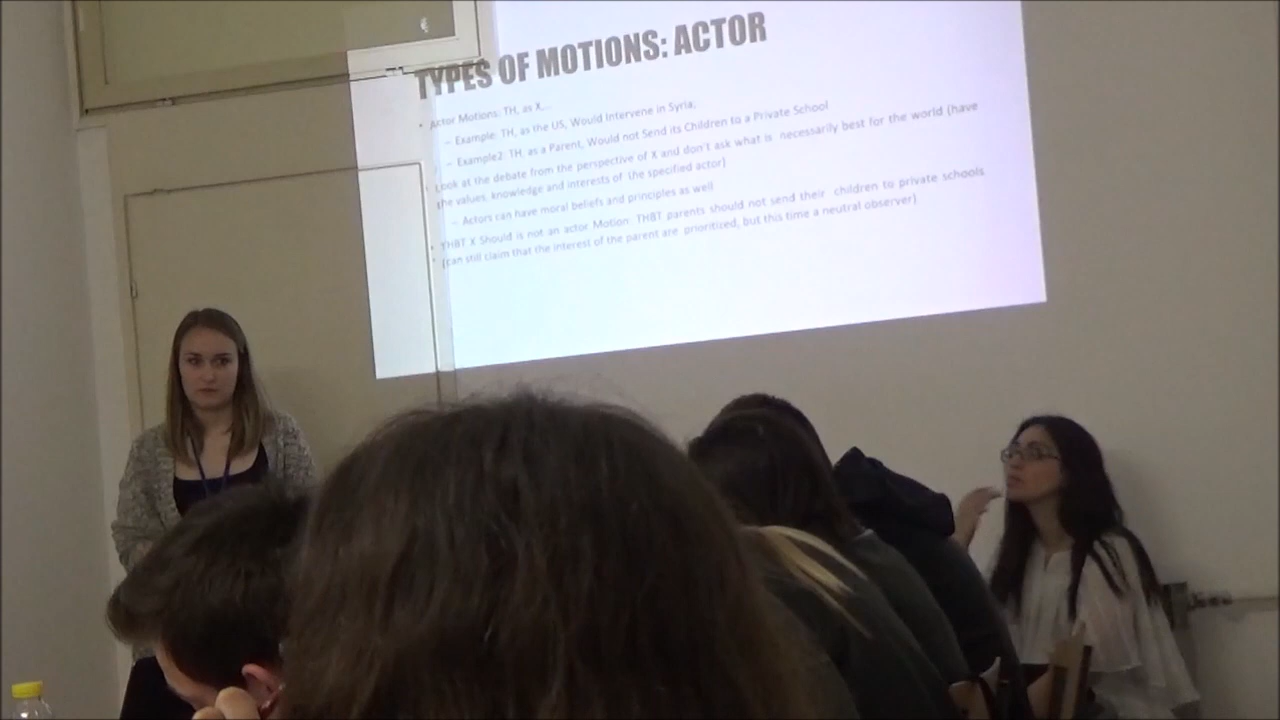 TYPES OF MOTIONS: ACTOR
• Actor Motions: TH, as X...
– Example: TH, as the US, Would Intervene in Syria;
– Example2: TH, as a Parent, Would not Send its Children to a Private School
Look at the debate from the perspective of X and don't ask what is necessarily best for the world (have
the values, knowledge and interests of the specified actor)
– Actors can have moral beliefs and principles as well
• THBT X Should is not an actor Motion: THBT parents should not send their children to private schools
• (can still claim that the interest of the parent are prioritized, but this time a neutral observer)